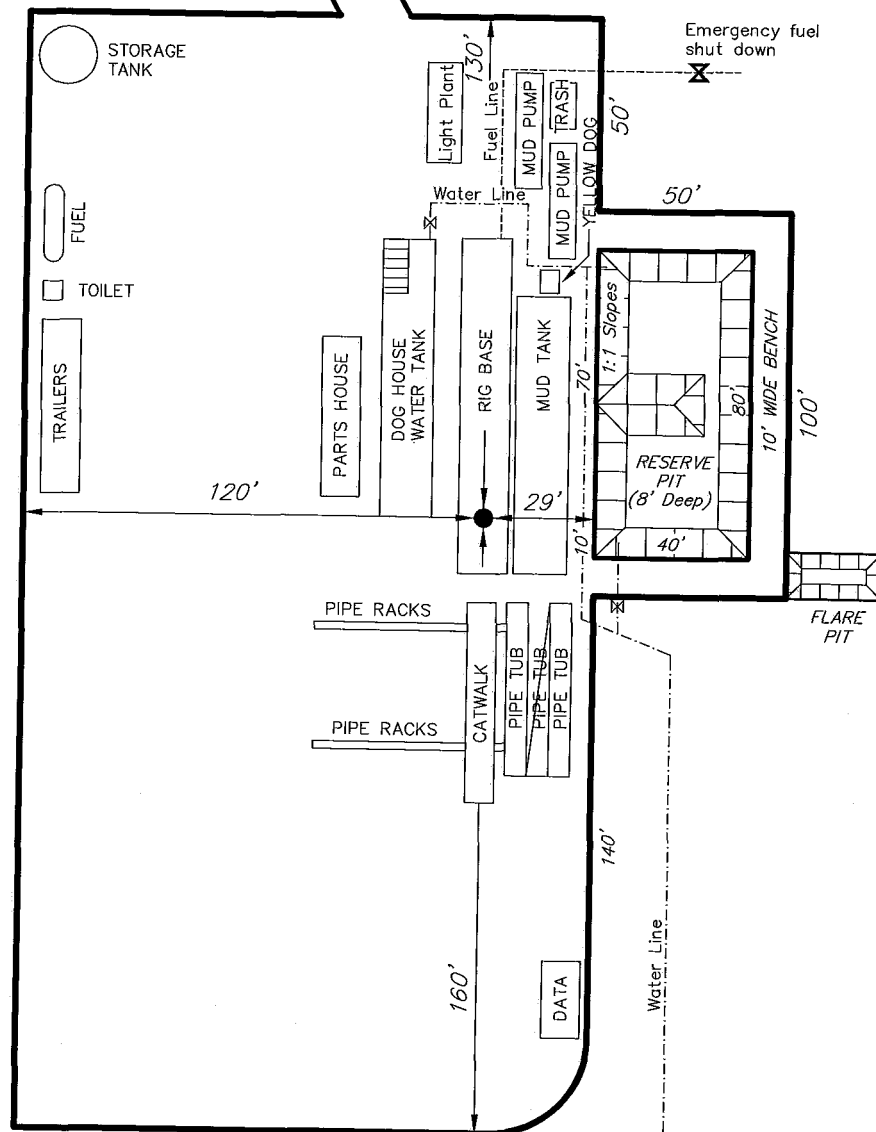 Emergency fuel
shut down
STORAGE
TANK
130'
Light Plant
Fuel Line
MUD PUMP
TRASH
50'
MUD PUMP
YELLOW DOG
Water Line
50'
FUEL
TOILET
TRAILERS
PARTS HOUSE
DOG HOUSE
WATER TANK
RIG BASE
MUD TANK
70'
1:1 Slopes
80'
10' WIDE BENCH
100'
RESERVE
PIT
(8' Deep)
120'
29'
10'
40'
FLARE
PIT
PIPE RACKS
CATWALK
PIPE TUB
PIPE TUB
PIPE TUB
PIPE RACKS
140'
Water Line
160'
DATA